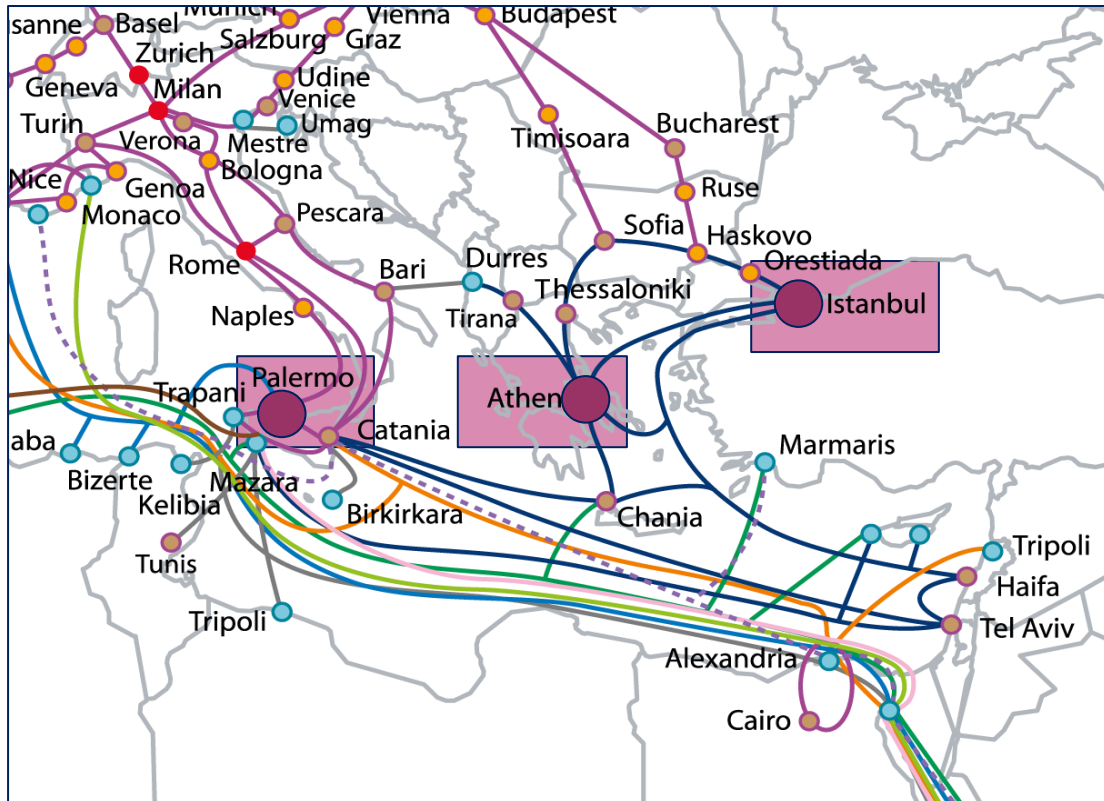 usanne
Basel
Munich
Salzburg
Vienna
Graz
Budapest
Zurich
Geneva
Milan
Udine
Venice
Turin
Verona
Mestre
Umag
Timisoara
Bucharest
Nice
Genoa
Bologna
Monaco
Ruse
Pescara
Sofia
Haskovo
Rome
Bari
Durres
Orestiada
Naples
Tirana
Thessaloniki
Istanbul
Palermo
Trapani
Athen
Catania
aba
Marmaris
Bizerte
Mazara
Kelibia
Birkirkara
Chania
Tunis
Tripoli
Haifa
Tripoli
Tel Aviv
Alexandria
Cairo